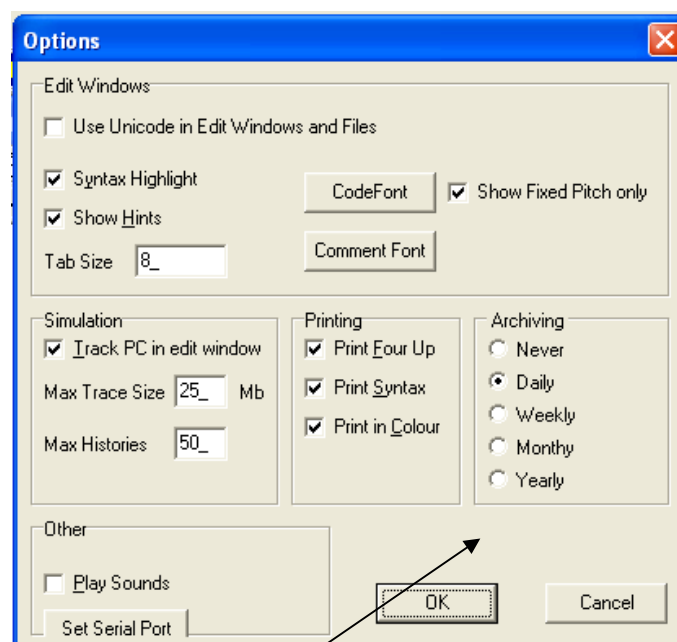 Options
Edit Windows
Use Unicode in Edit Windows and Files
Syntax Highlight
CodeFont
Show Fixed Pitch only
Show Hints
Comment Font
Tab Size 8_
Simulation
Track PC in edit window
Max Trace Size 25_ Mb
Max Histories 50_
Printing
Print Four Up
Print Syntax
Print in Colour
Archiving
Never
Daily
Weekly
Monthy
Yearly
Other
Play Sounds
Set Serial Port
OK
Cancel